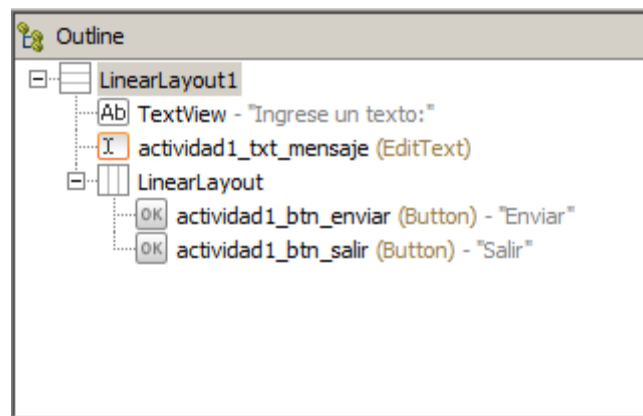 Outline
LinearLayout1
Ab TextView - "Ingrese un texto:"
I actividad1_txt_mensaje (EditText)
LinearLayout
OK actividad1_btn_enviar (Button) - "Enviar"
OK actividad1_btn_salir (Button) - "Salir"